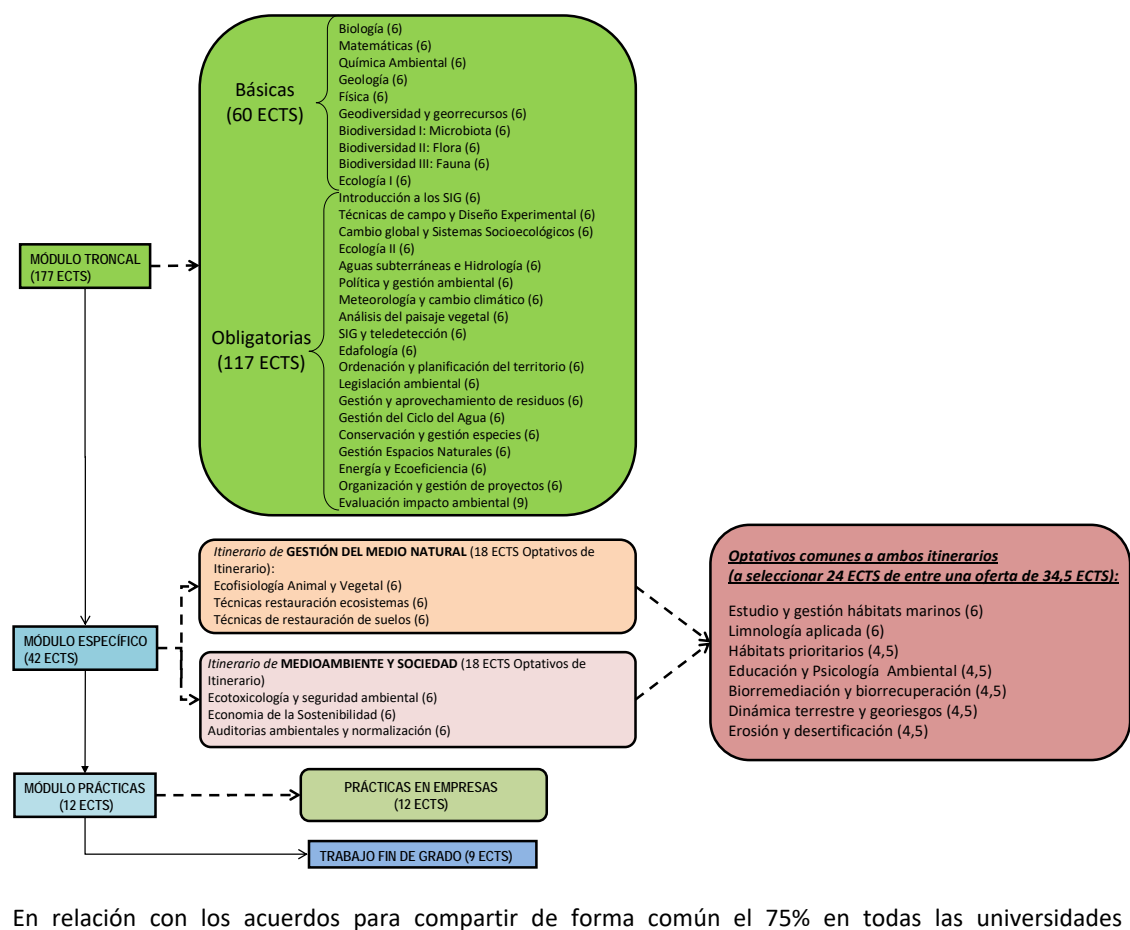 Básicas
(60 ECTS)
Biología (6)
Matemáticas (6)
Química Ambiental (6)
Geología (6)
Física (6)
Geodiversidad y georrecursos (6)
Biodiversidad I: Microbiota (6)
Biodiversidad II: Flora (6)
Biodiversidad III: Fauna (6)
Ecología I (6)
MÓDULO TRONCAL
(177 ECTS)
Obligatorias
(117 ECTS)
Introducción a los SIG (6)
Técnicas de campo y Diseño Experimental (6)
Cambio global y Sistemas Socioecológicos (6)
Ecología II (6)
Aguas subterráneas e Hidrología (6)
Política y gestión ambiental (6)
Meteorología y cambio climático (6)
Análisis del paisaje vegetal (6)
SIG y teledetección (6)
Edafología (6)
Ordenación y planificación del territorio (6)
Legislación ambiental (6)
Gestión y aprovechamiento de residuos (6)
Gestión del Ciclo del Agua (6)
Conservación y gestión especies (6)
Gestión Espacios Naturales (6)
Energía y Ecoeficiencia (6)
Organización y gestión de proyectos (6)
Evaluación impacto ambiental (9)
MÓDULO ESPECÍFICO
(42 ECTS)
Itinerario de GESTIÓN DEL MEDIO NATURAL (18 ECTS Optativos de
Itinerario):
Ecofisiología Animal y Vegetal (6)
Técnicas restauración ecosistemas (6)
Técnicas de restauración de suelos (6)
Itinerario de MEDIOAMBIENTE Y SOCIEDAD (18 ECTS Optativos de
Itinerario)
Ecotoxicología y seguridad ambiental (6)
Economia de la Sostenibilidad (6)
Auditorias ambientales y normalización (6)
Optativos comunes a ambos itinerarios
(a seleccionar 24 ECTS de entre una oferta de 34,5 ECTS):
Estudio y gestión hábitats marinos (6)
Limnología aplicada (6)
Hábitats prioritarios (4,5)
Educación y Psicología Ambiental (4,5)
Biorremediación y biorrecuperación (4,5)
Dinámica terrestre y georiesgos (4,5)
Erosión y desertificación (4,5)
MÓDULO PRÁCTICAS
(12 ECTS)
PRÁCTICAS EN EMPRESAS
(12 ECTS)
TRABAJO FIN DE GRADO (9 ECTS)
En relación con los acuerdos para compartir de forma común el 75% en todas las universidades